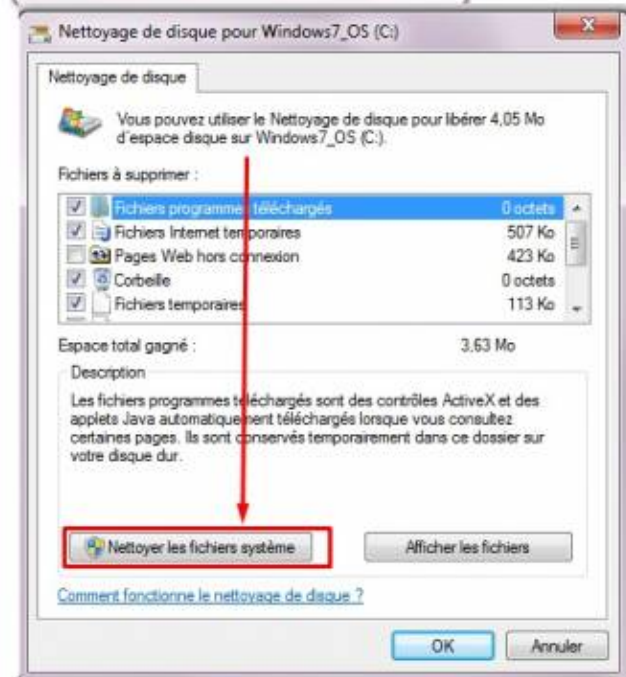 Nettoyage de disque pour Windows7_OS (C:)
Nettoyage de disque
Vous pouvez utiliser le Nettoyage de disque pour libérer 4,05 Mo
d'espace disque sur Windows7_OS (C:).
Fichiers à supprimer :
Fichiers programmes téléchargés 0 octets
Fichiers Internet temporaires 507 Ko
Pages Web hors connexion 423 Ko
Corbeille 0 octets
Fichiers temporaires 113 Ko
Espace total gagné : 3,63 Mo
Description
Les fichiers programmes téléchargés sont des contrôles ActiveX et des
applets Java automatiquement téléchargés lorsque vous consultez
certaines pages. Ils sont conservés temporairement dans ce dossier sur
votre disque dur.
Nettoyer les fichiers système Afficher les fichiers
Comment fonctionne le nettoyage de disque ?
OK Annuler